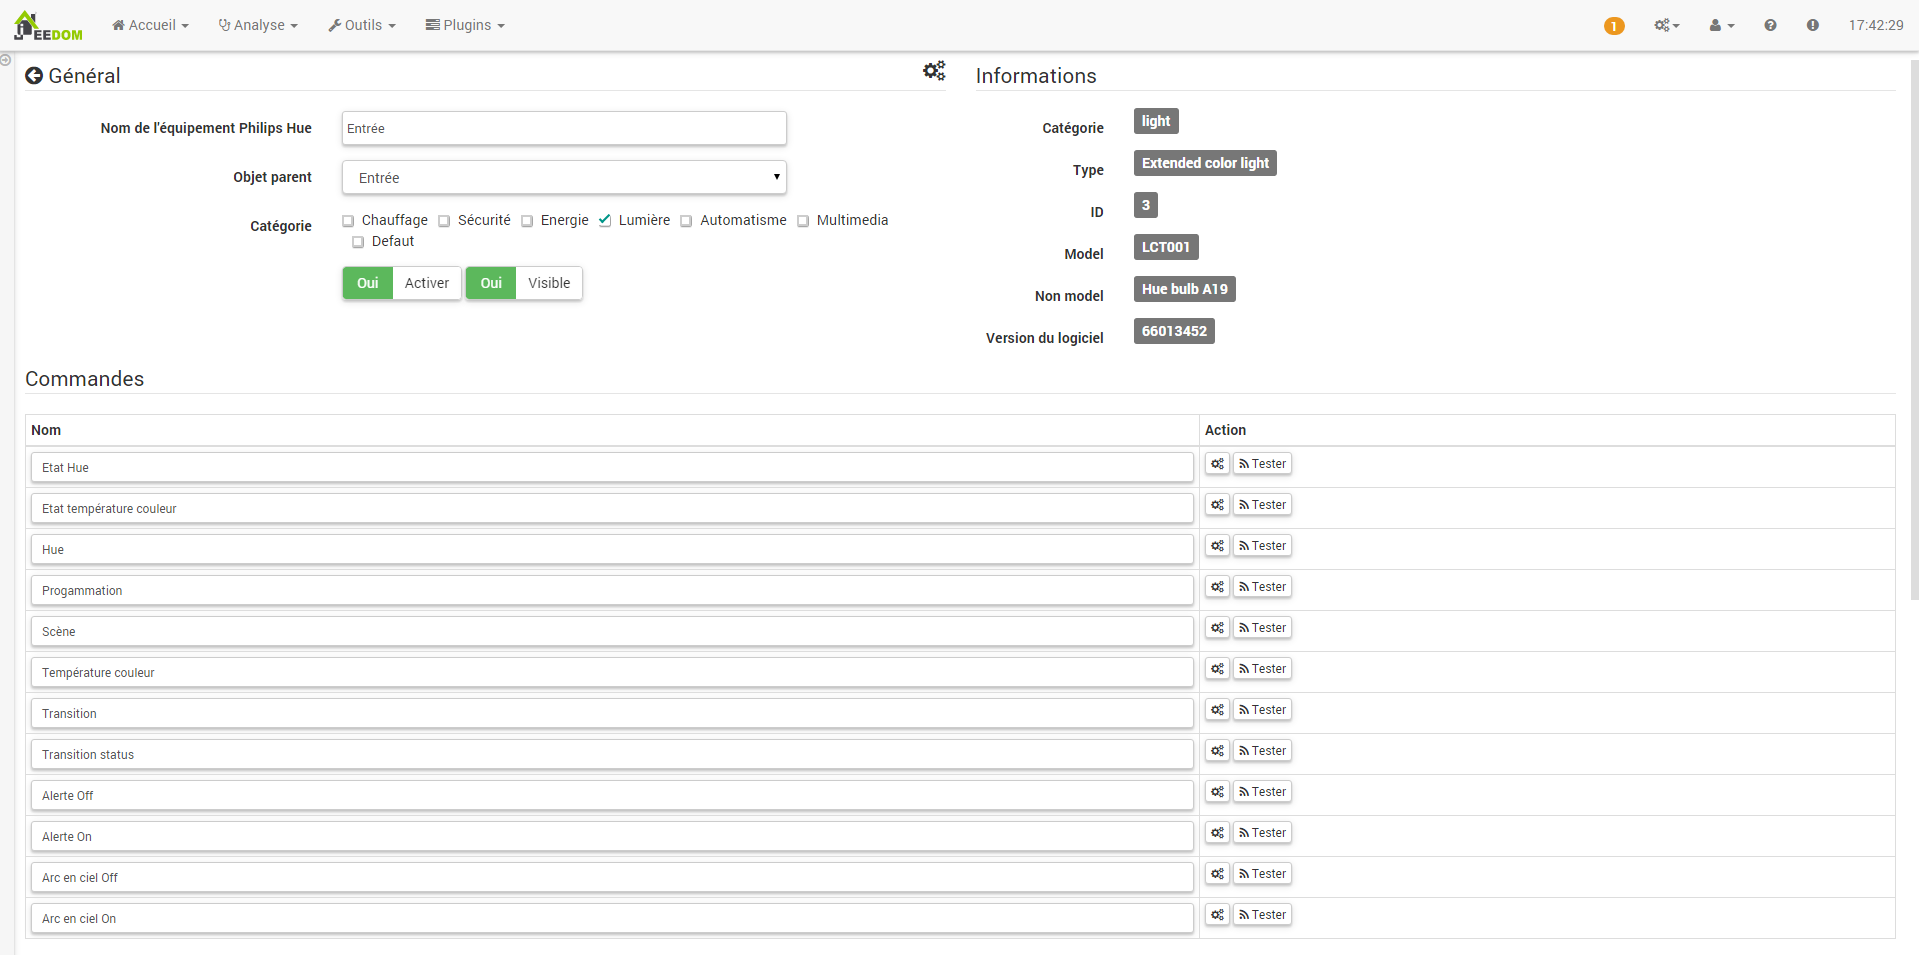 JEEDOM Accueil Analyse Outils Plugins 1 17:42:29
Général
Nom de l'équipement Philips Hue Entrée
Objet parent Entrée
Catégorie Chauffage Sécurité Energie Lumière Automatisme Multimedia
Defaut
Oui Activer Oui Visible
Informations
Catégorie light
Type Extended color light
ID 3
Model LCT001
Non model Hue bulb A19
Version du logiciel 66013452
Commandes
Nom Action
Etat Hue Tester
Etat température couleur Tester
Hue Tester
Progammation Tester
Scène Tester
Température couleur Tester
Transition Tester
Transition status Tester
Alerte Off Tester
Alerte On Tester
Arc en ciel Off Tester
Arc en ciel On Tester